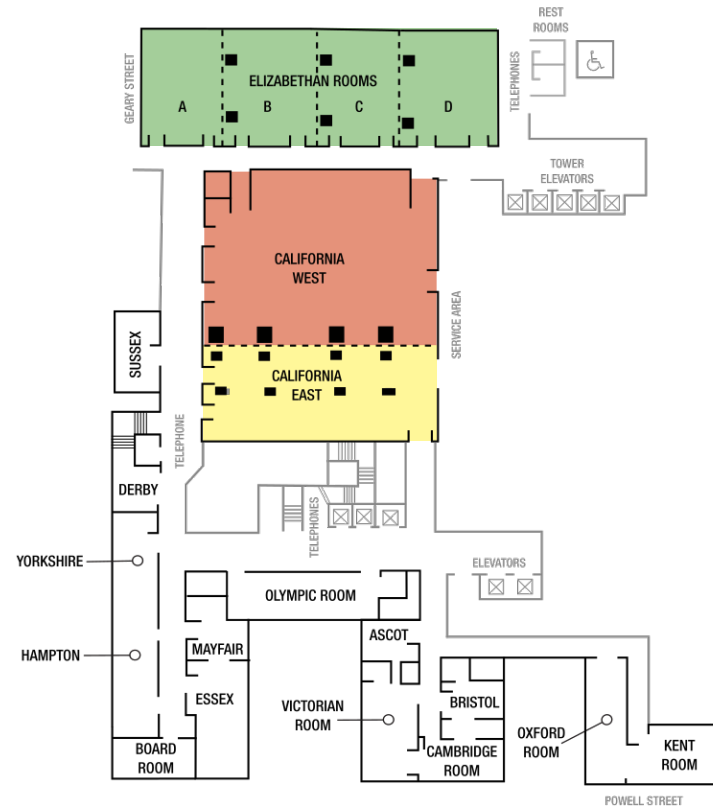 REST
ROOMS
GEARY STREET
TELEPHONES
ELIZABETHAN ROOMS
A
B
C
D
TOWER
ELEVATORS
CALIFORNIA
WEST
SERVICE AREA
SUSSEX
CALIFORNIA
EAST
TELEPHONE
DERBY
TELEPHONES
YORKSHIRE
ELEVATORS
OLYMPIC ROOM
ASCOT
HAMPTON
MAYFAIR
ESSEX
VICTORIAN
ROOM
BRISTOL
OXFORD
ROOM
BOARD
ROOM
CAMBRIDGE
ROOM
KENT
ROOM
POWELL STREET